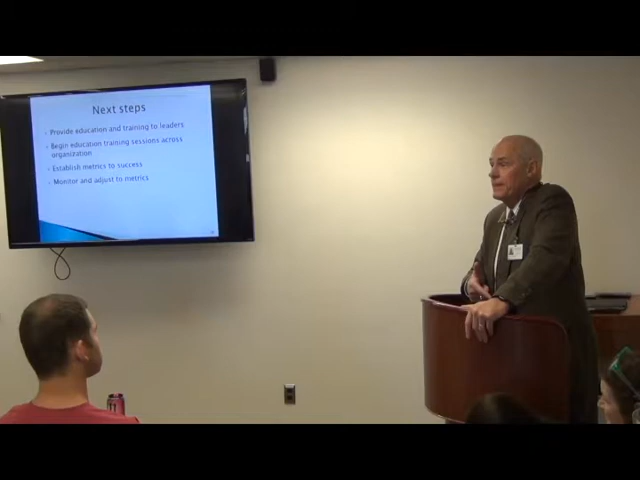 Next steps
Provide education and training to leaders
Begin education training sessions across
organization
Establish metrics to success
Monitor and adjust to metrics